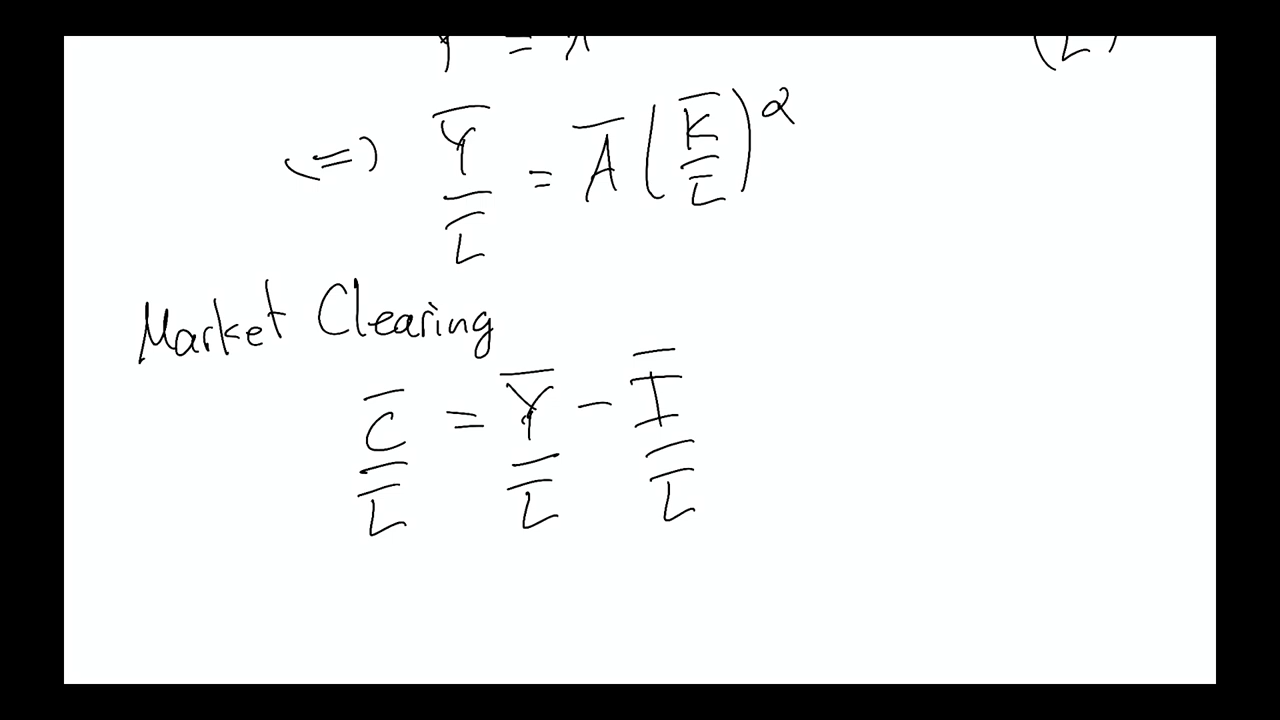 (⇔) Y̅/L̅ = A̅ (K̅/L̅)^α
Market Clearing
C̅/L̅ = Y̅/L̅ - I̅/L̅